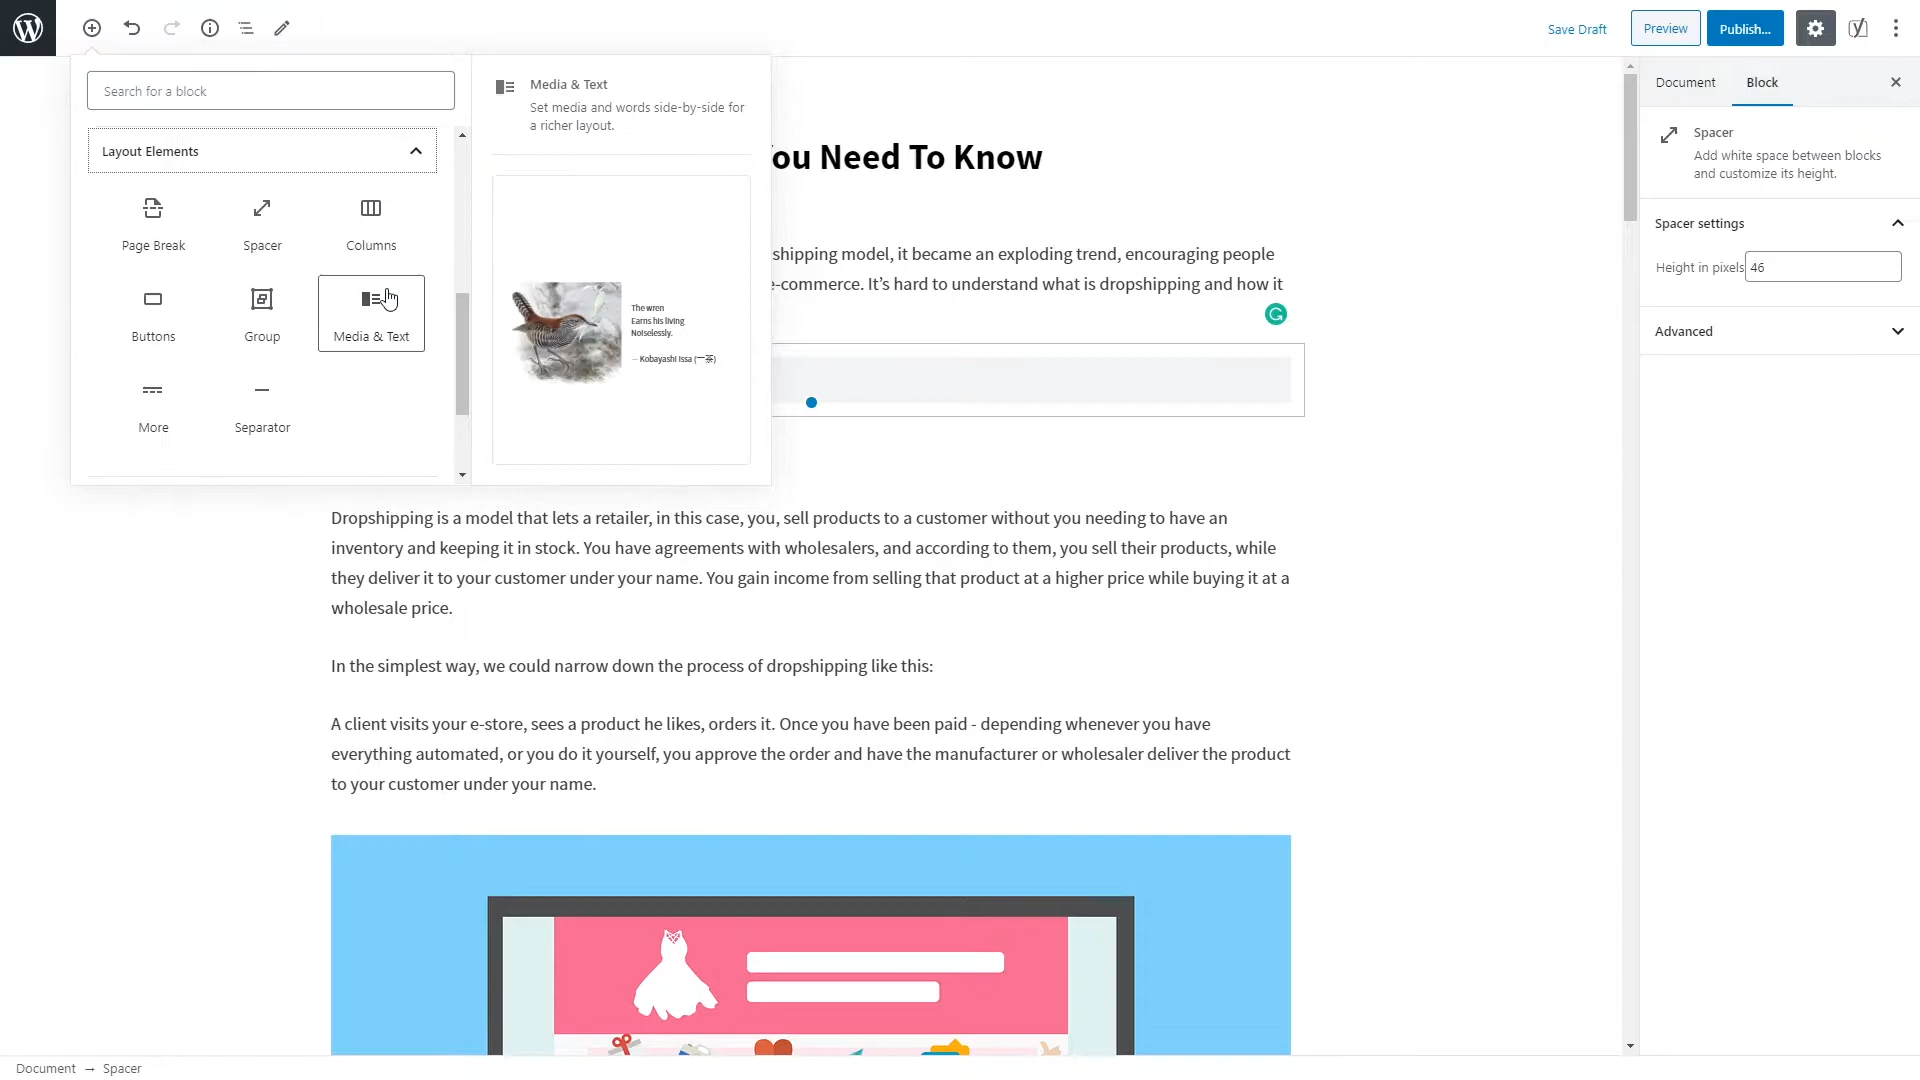 Save Draft
Preview
Publish...
Search for a block
Layout Elements
Page Break
Spacer
Columns
Buttons
Group
Media & Text
More
Separator
Media & Text
Set media and words side-by-side for
a richer layout.
The wren
Earns his living
Noiselessly.
— Kobayashi Issa (一茶)
ou Need To Know
shipping model, it became an exploding trend, encouraging people
e-commerce. It’s hard to understand what is dropshipping and how it
Dropshipping is a model that lets a retailer, in this case, you, sell products to a customer without you needing to have an
inventory and keeping it in stock. You have agreements with wholesalers, and according to them, you sell their products, while
they deliver it to your customer under your name. You gain income from selling that product at a higher price while buying it at a
wholesale price.
In the simplest way, we could narrow down the process of dropshipping like this:
A client visits your e-store, sees a product he likes, orders it. Once you have been paid - depending whenever you have
everything automated, or you do it yourself, you approve the order and have the manufacturer or wholesaler deliver the product
to your customer under your name.
Document
Block
Spacer
Add white space between blocks
and customize its height.
Spacer settings
Height in pixels 46
Advanced
Document → Spacer